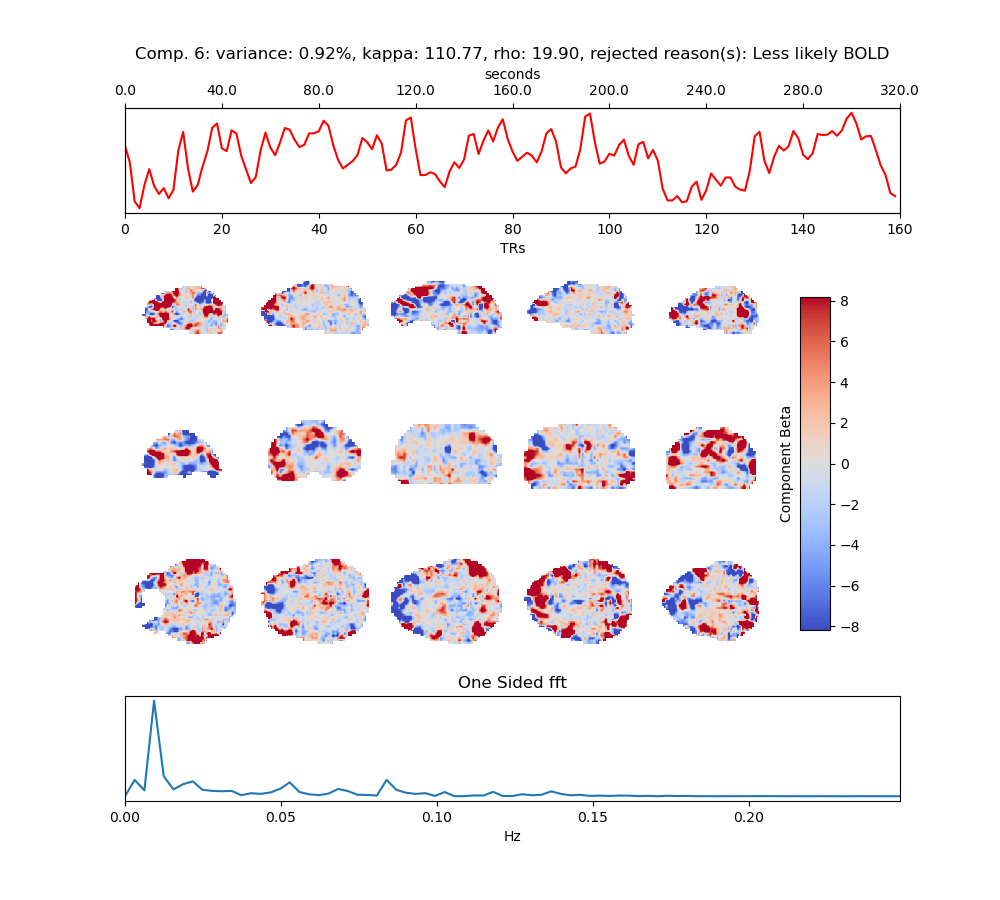 Comp. 6: variance: 0.92%, kappa: 110.77, rho: 19.90, rejected reason(s): Less likely BOLD
seconds
0.0 40.0 80.0 120.0 160.0 200.0 240.0 280.0 320.0
0 20 40 60 80 100 120 140 160
TRs
8
6
4
2
0
−2
−4
−6
−8
Component Beta
One Sided fft
0.00 0.05 0.10 0.15 0.20
Hz